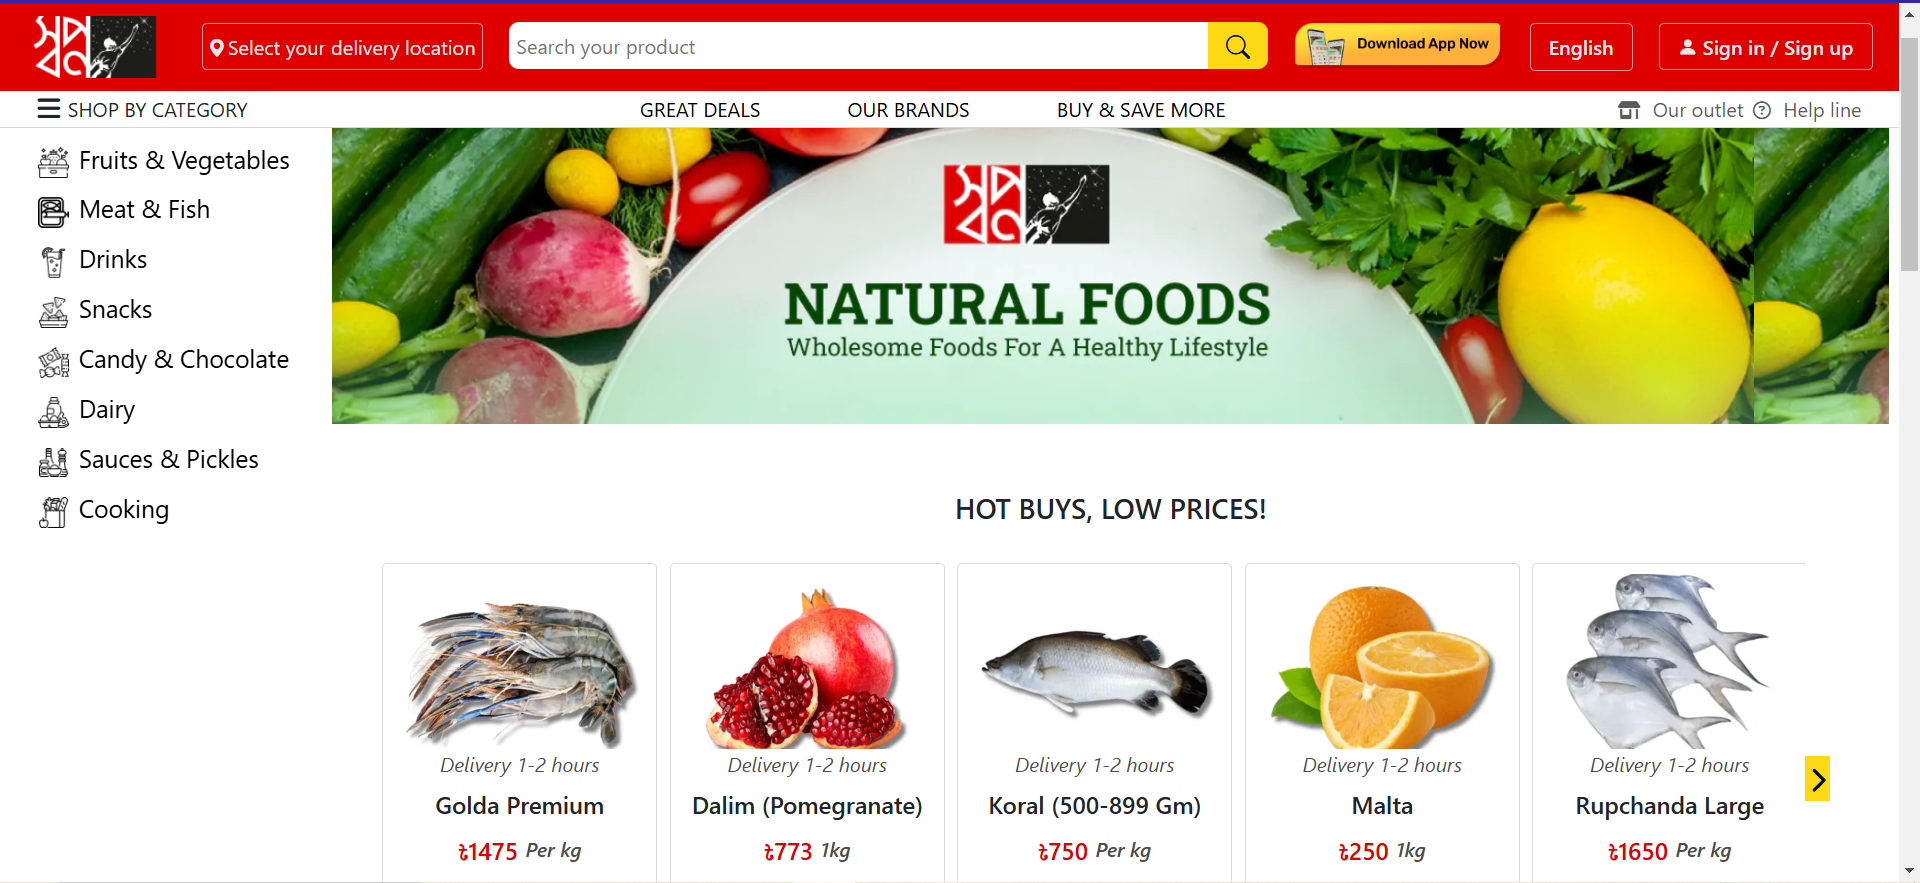 স্বপ্ন
Select your delivery location
Search your product
Download App Now
English
Sign in / Sign up
SHOP BY CATEGORY
GREAT DEALS
OUR BRANDS
BUY & SAVE MORE
Our outlet
Help line
Fruits & Vegetables
Meat & Fish
Drinks
Snacks
Candy & Chocolate
Dairy
Sauces & Pickles
Cooking
স্বপ্ন
NATURAL FOODS
Wholesome Foods For A Healthy Lifestyle
HOT BUYS, LOW PRICES!
Delivery 1-2 hours
Golda Premium
৳1475 Per kg
Delivery 1-2 hours
Dalim (Pomegranate)
৳773 1kg
Delivery 1-2 hours
Koral (500-899 Gm)
৳750 Per kg
Delivery 1-2 hours
Malta
৳250 1kg
Delivery 1-2 hours
Rupchanda Large
৳1650 Per kg